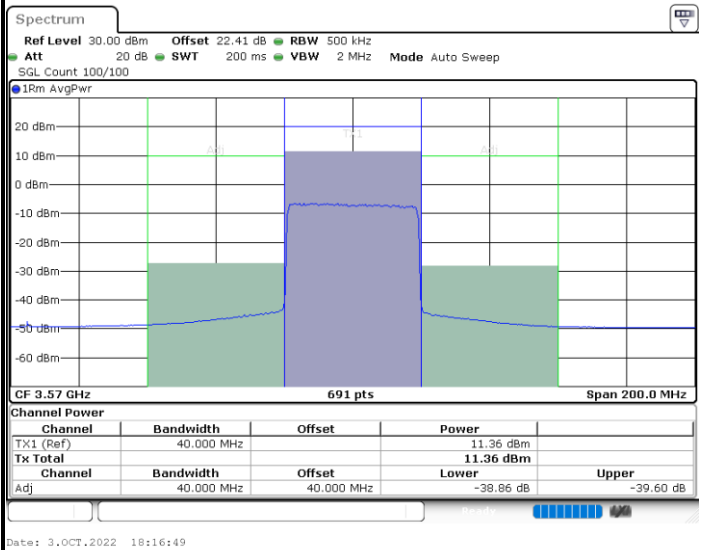 Spectrum
Ref Level 30.00 dBm Offset 22.41 dB RBW 500 kHz
Att 20 dB SWT 200 ms VBW 2 MHz Mode Auto Sweep
SGL Count 100/100
1Rm AvgPwr
20 dBm
TX1
10 dBm
Adj
Adj
0 dBm
-10 dBm
-20 dBm
-30 dBm
-40 dBm
-50 dBm
-60 dBm
CF 3.57 GHz 691 pts Span 200.0 MHz
Channel Power
Channel Bandwidth Offset Power
TX1 (Ref) 40.000 MHz 11.36 dBm
Tx Total 11.36 dBm
Channel Bandwidth Offset Lower Upper
Adj 40.000 MHz 40.000 MHz -38.86 dB -39.60 dB
Ready
Date: 3.OCT.2022 18:16:49